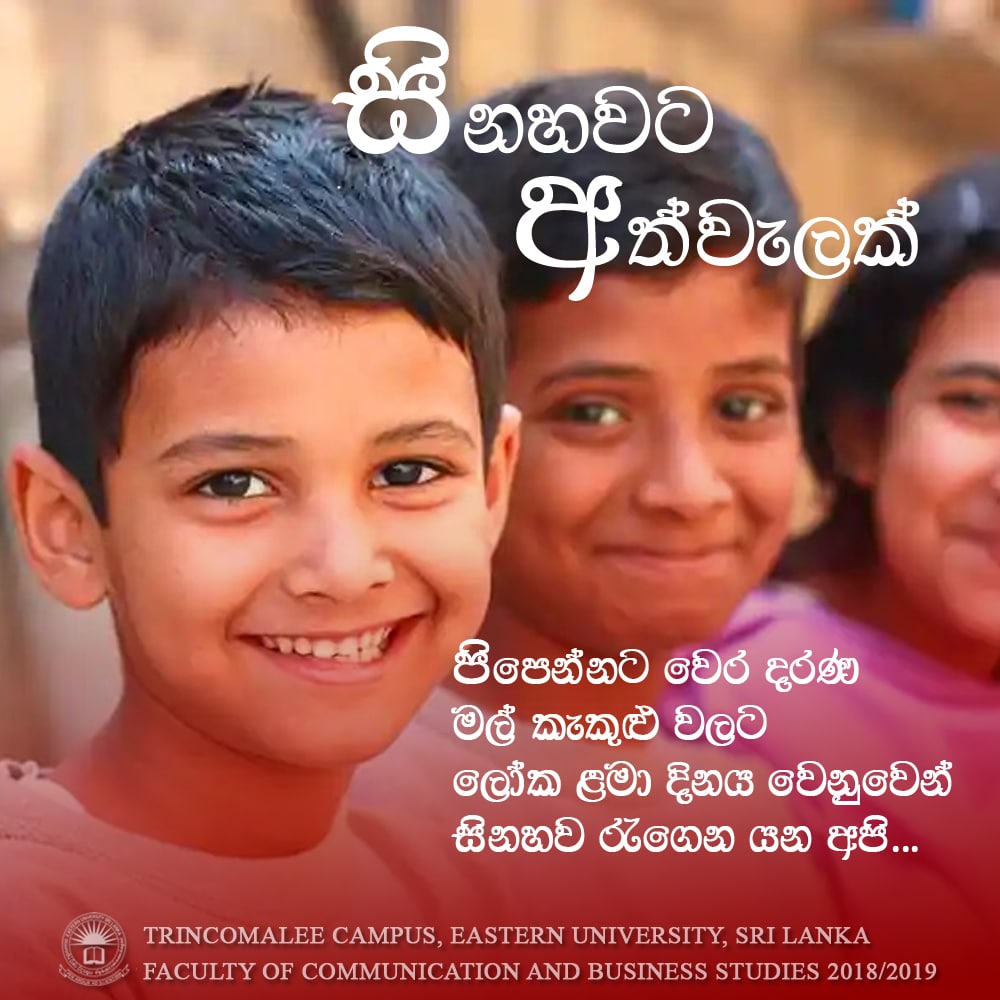 සිනහවට
අත්වැලක්
පිපෙන්නට වෙර දරණ
මල් කැකුළු වලට
ලෝක ළමා දිනය වෙනුවෙන්
සිනහව රැගෙන යන අපි...
TRINCOMALEE CAMPUS, EASTERN UNIVERSITY, SRI LANKA
FACULTY OF COMMUNICATION AND BUSINESS STUDIES 2018/2019